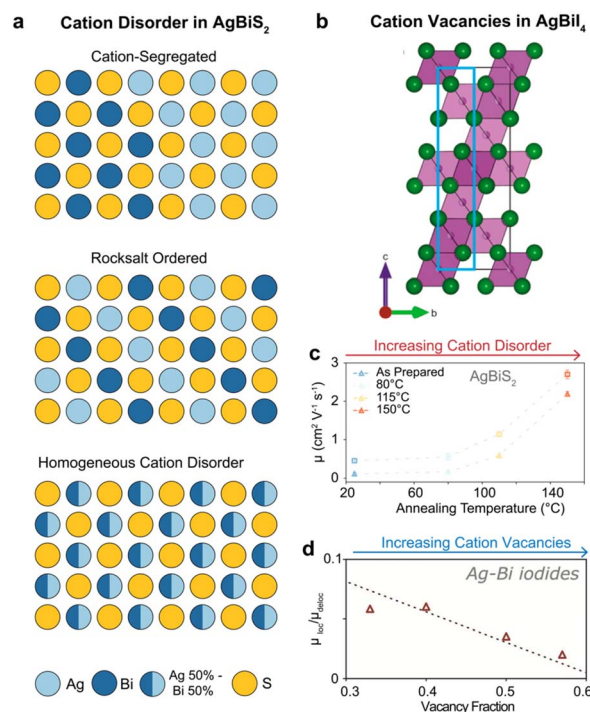 a Cation Disorder in AgBiS₂
Cation-Segregated
Rocksalt Ordered
Homogeneous Cation Disorder
Ag
Bi
Ag 50% -
Bi 50%
S
b Cation Vacancies in AgBiI₄
c
b
c Increasing Cation Disorder
AgBiS₂
As Prepared
80°C
115°C
150°C
μ (cm² V⁻¹ s⁻¹)
3
2
1
0
20 60 100 140
Annealing Temperature (°C)
d Increasing Cation Vacancies
Ag-Bi iodides
μ loc/μ deloc
0.1
0
0.3 0.4 0.5 0.6
Vacancy Fraction